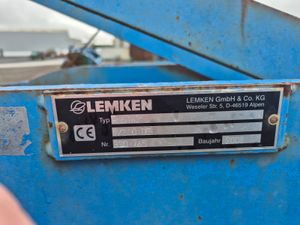 LEMKEN
LEMKEN GmbH & Co. KG
Weseler Str. 5, D-46519 Alpen
Typ
CE
Nr.
Baujahr